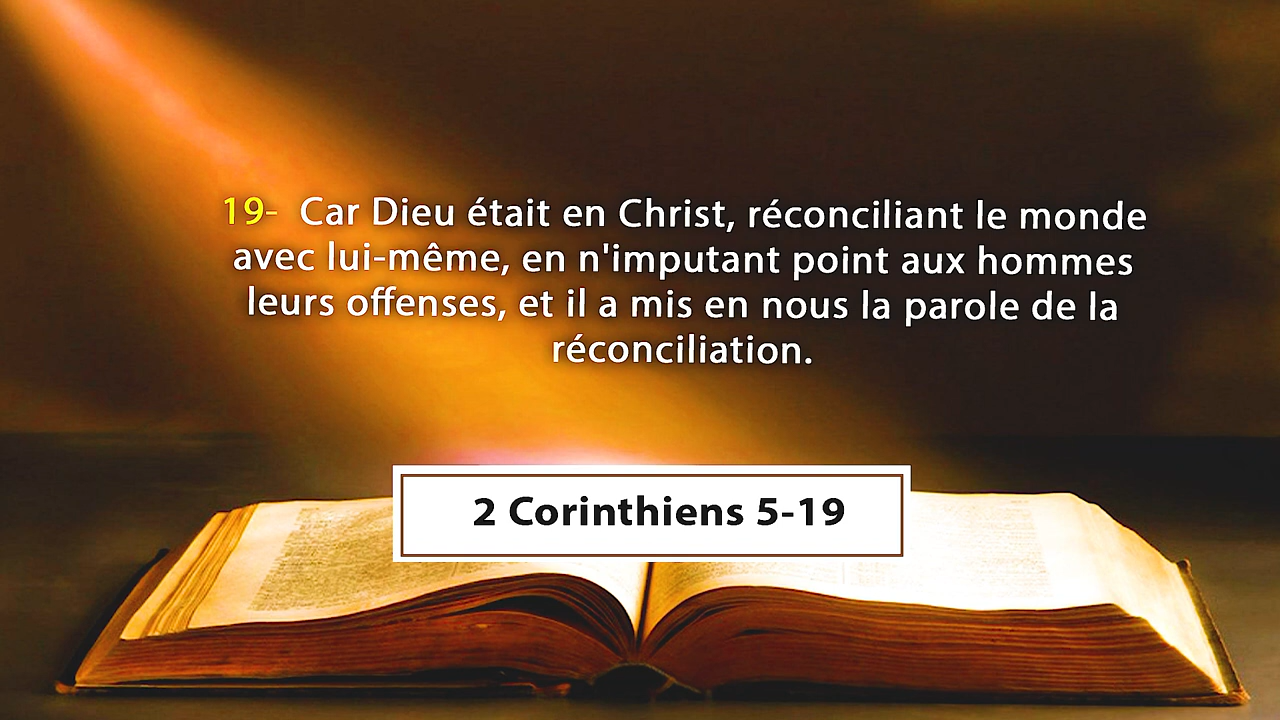 19- Car Dieu était en Christ, réconciliant le monde
avec lui-même, en n'imputant point aux hommes
leurs offenses, et il a mis en nous la parole de la
réconciliation.
2 Corinthiens 5-19